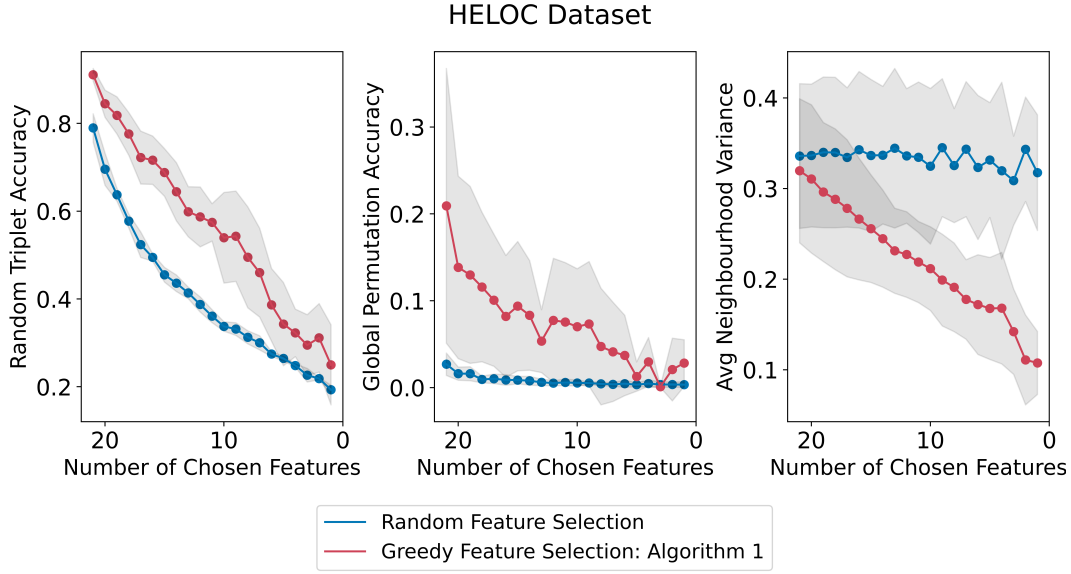 HELOC Dataset
Random Triplet Accuracy
0.8
0.6
0.4
0.2
20 10 0
Number of Chosen Features
Global Permutation Accuracy
0.3
0.2
0.1
0.0
20 10 0
Number of Chosen Features
Avg Neighbourhood Variance
0.4
0.3
0.2
0.1
20 10 0
Number of Chosen Features
Random Feature Selection
Greedy Feature Selection: Algorithm 1